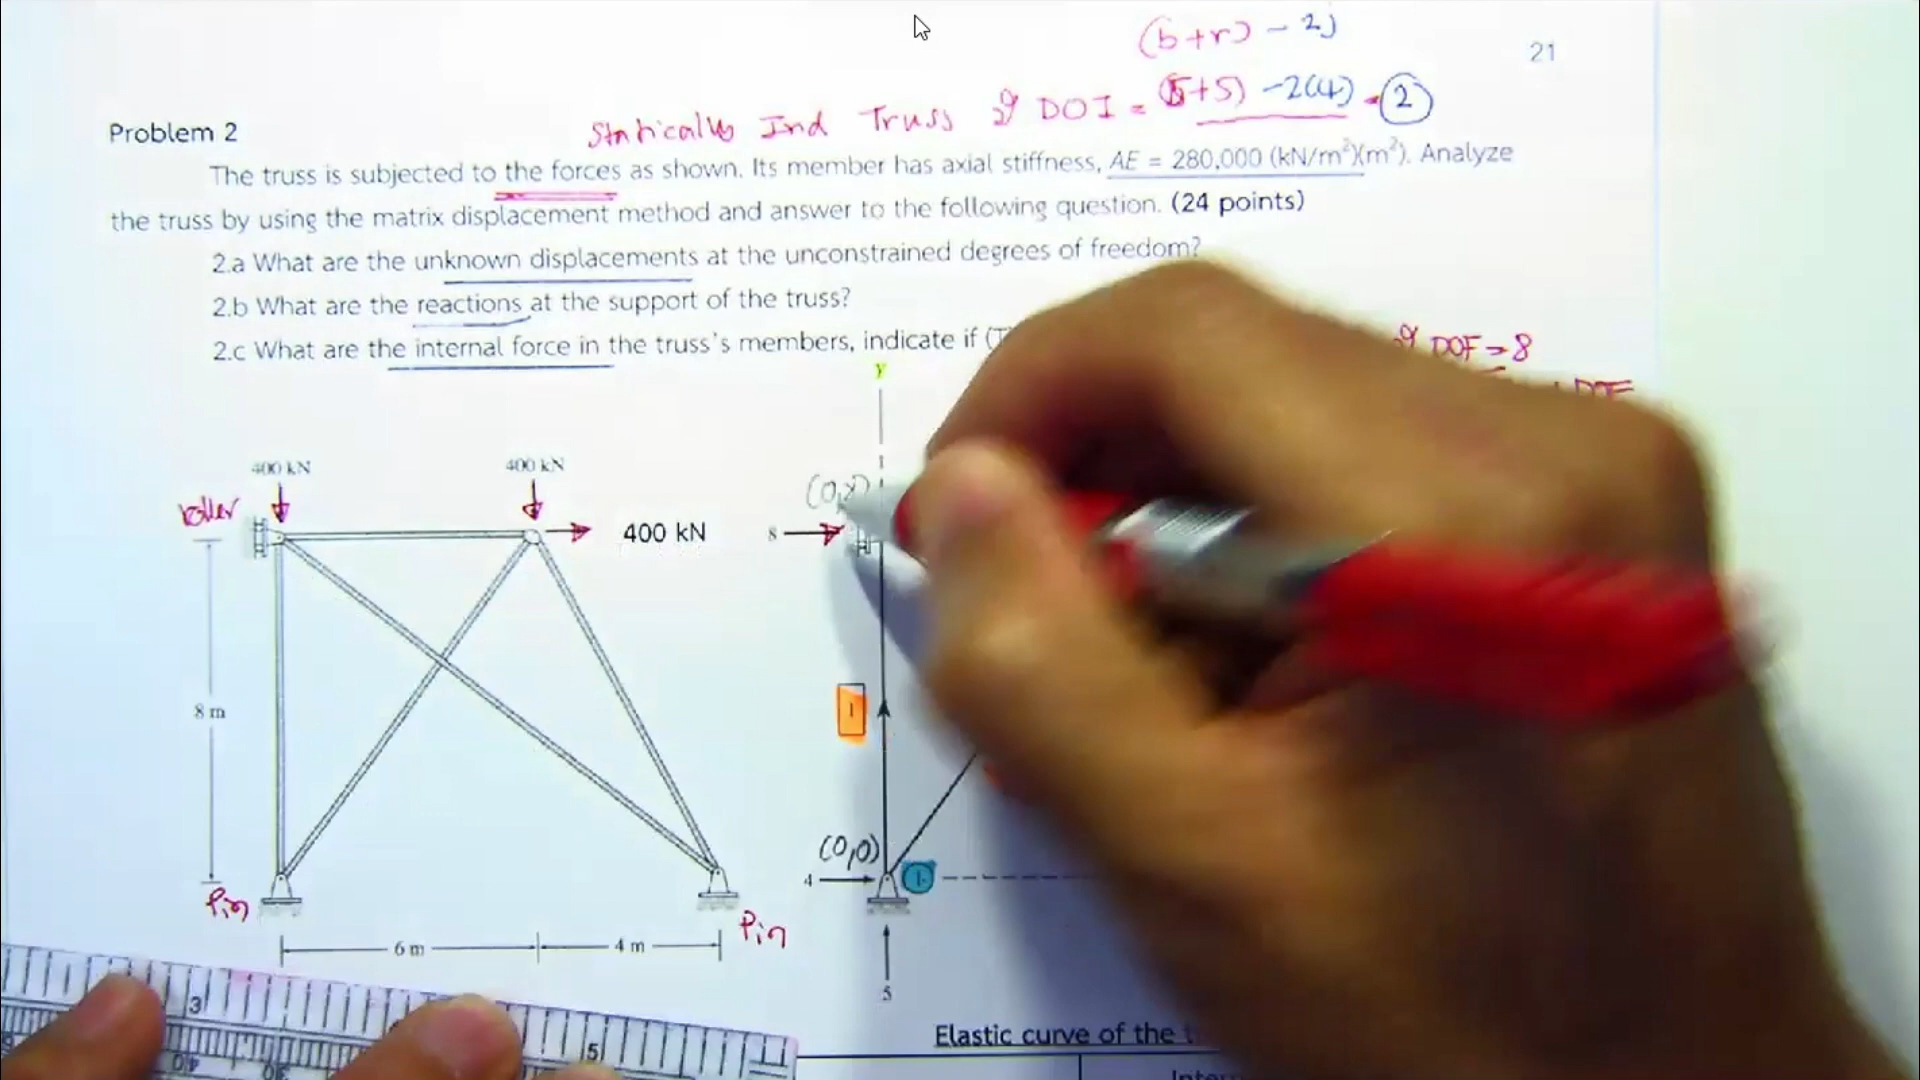 (b+r) - 2j
21
Statically Ind Truss DOI = (5+5) -2(4) = 2
Problem 2
The truss is subjected to the forces as shown. Its member has axial stiffness, AE = 280,000 (kN/m²)(m²). Analyze
the truss by using the matrix displacement method and answer to the following question. (24 points)
2.a What are the unknown displacements at the unconstrained degrees of freedom?
2.b What are the reactions at the support of the truss?
2.c What are the internal force in the truss's members, indicate if (T
DOF = 8
DOF
y
400 kN
400 kN
roller
400 kN
8
8 m
1
(0,0)
4
1
Pin
Pin
6 m
4 m
5
Elastic curve of the t
3
5